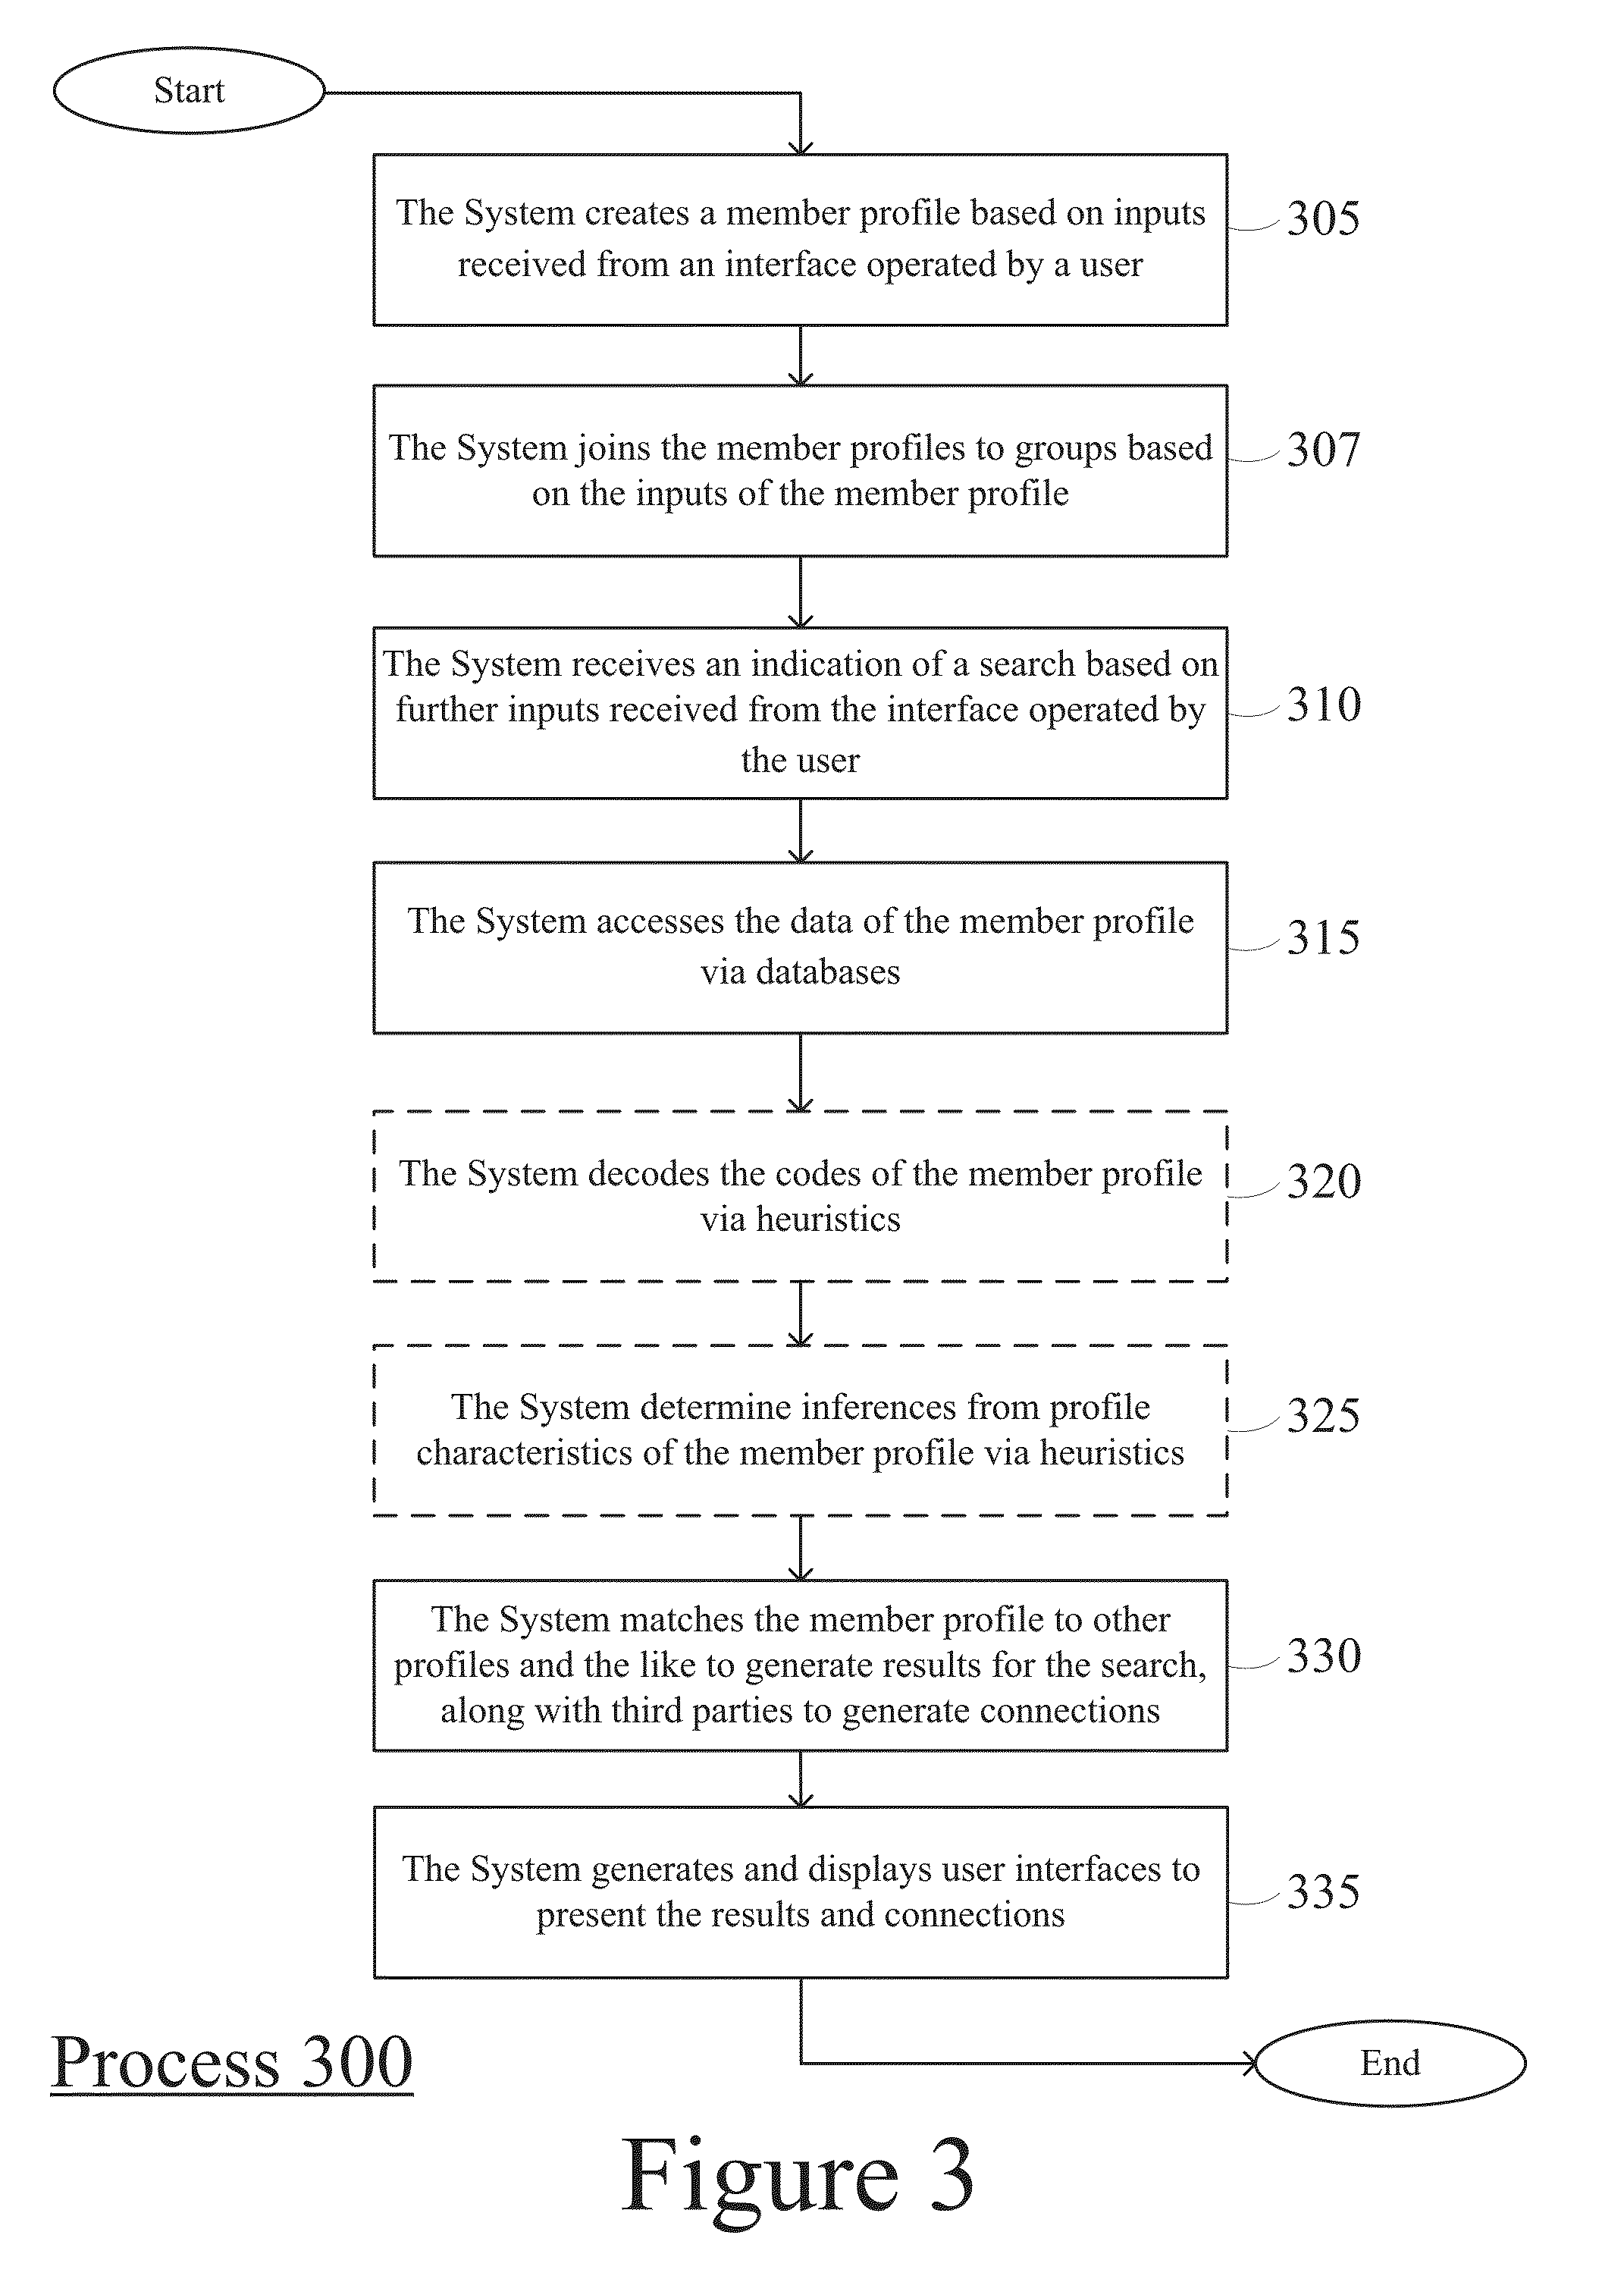 Start
The System creates a member profile based on inputs
received from an interface operated by a user
305
The System joins the member profiles to groups based
on the inputs of the member profile
307
The System receives an indication of a search based on
further inputs received from the interface operated by
the user
310
The System accesses the data of the member profile
via databases
315
The System decodes the codes of the member profile
via heuristics
320
The System determine inferences from profile
characteristics of the member profile via heuristics
325
The System matches the member profile to other
profiles and the like to generate results for the search,
along with third parties to generate connections
330
The System generates and displays user interfaces to
present the results and connections
335
End
Process 300
Figure 3